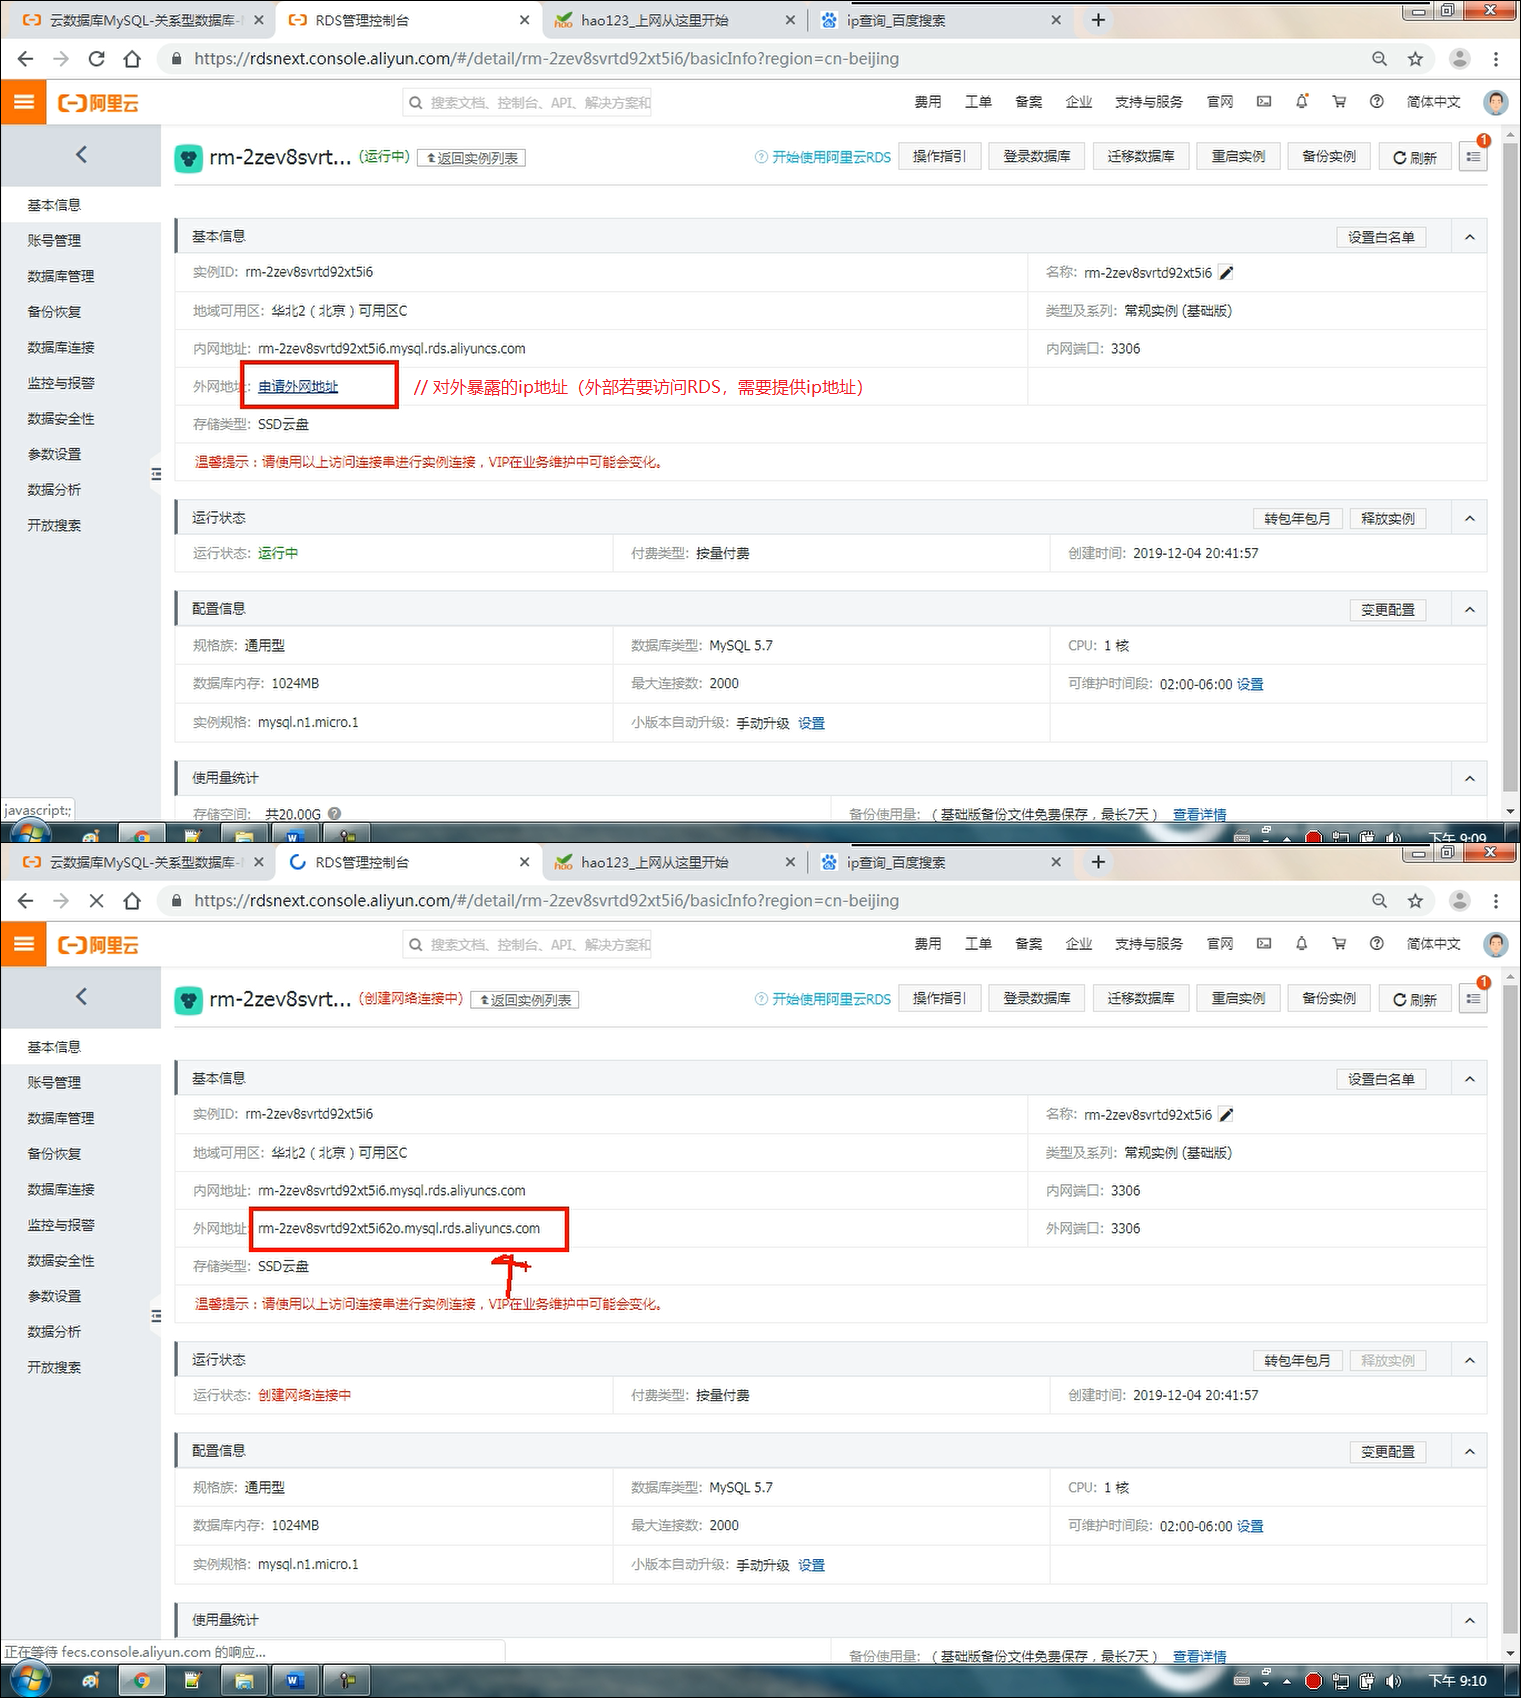 云数据库MySQL-关系型数据库- RDS管理控制台 hao123_上网从这里开始 ip查询_百度搜索
https://rdsnext.console.aliyun.com/#/detail/rm-2zev8svrtd92xt5i6/basicInfo?region=cn-beijing
阿里云 搜索文档、控制台、API、解决方案和 费用 工单 备案 企业 支持与服务 官网 简体中文
rm-2zev8svrt... (运行中) 返回实例列表 开始使用阿里云RDS 操作指引 登录数据库 迁移数据库 重启实例 备份实例 刷新 1
基本信息
账号管理
数据库管理
备份恢复
数据库连接
监控与报警
数据安全性
参数设置
数据分析
开放搜索
基本信息 设置白名单
实例ID: rm-2zev8svrtd92xt5i6 名称: rm-2zev8svrtd92xt5i6
地域可用区: 华北2（北京）可用区C 类型及系列: 常规实例 (基础版)
内网地址: rm-2zev8svrtd92xt5i6.mysql.rds.aliyuncs.com 内网端口: 3306
外网地址: 申请外网地址 // 对外暴露的ip地址（外部若要访问RDS，需要提供ip地址）
存储类型: SSD云盘
温馨提示：请使用以上访问连接串进行实例连接，VIP在业务维护中可能会变化。
运行状态 转包年包月 释放实例
运行状态: 运行中 付费类型: 按量付费 创建时间: 2019-12-04 20:41:57
配置信息 变更配置
规格族: 通用型 数据库类型: MySQL 5.7 CPU: 1 核
数据库内存: 1024MB 最大连接数: 2000 可维护时间段: 02:00-06:00 设置
实例规格: mysql.n1.micro.1 小版本自动升级: 手动升级 设置
使用量统计
存储空间: 共20.00G 备份使用量: （基础版备份文件免费保存，最长7天） 查看详情
javascript:;
下午 9:09
云数据库MySQL-关系型数据库- RDS管理控制台 hao123_上网从这里开始 ip查询_百度搜索
https://rdsnext.console.aliyun.com/#/detail/rm-2zev8svrtd92xt5i6/basicInfo?region=cn-beijing
阿里云 搜索文档、控制台、API、解决方案和 费用 工单 备案 企业 支持与服务 官网 简体中文
rm-2zev8svrt... (创建网络连接中) 返回实例列表 开始使用阿里云RDS 操作指引 登录数据库 迁移数据库 重启实例 备份实例 刷新 1
基本信息
账号管理
数据库管理
备份恢复
数据库连接
监控与报警
数据安全性
参数设置
数据分析
开放搜索
基本信息 设置白名单
实例ID: rm-2zev8svrtd92xt5i6 名称: rm-2zev8svrtd92xt5i6
地域可用区: 华北2（北京）可用区C 类型及系列: 常规实例 (基础版)
内网地址: rm-2zev8svrtd92xt5i6.mysql.rds.aliyuncs.com 内网端口: 3306
外网地址: rm-2zev8svrtd92xt5i62o.mysql.rds.aliyuncs.com 外网端口: 3306
存储类型: SSD云盘
温馨提示：请使用以上访问连接串进行实例连接，VIP在业务维护中可能会变化。
运行状态 转包年包月 释放实例
运行状态: 创建网络连接中 付费类型: 按量付费 创建时间: 2019-12-04 20:41:57
配置信息 变更配置
规格族: 通用型 数据库类型: MySQL 5.7 CPU: 1 核
数据库内存: 1024MB 最大连接数: 2000 可维护时间段: 02:00-06:00 设置
实例规格: mysql.n1.micro.1 小版本自动升级: 手动升级 设置
使用量统计
正在等待 fecs.console.aliyun.com 的响应... 备份使用量: （基础版备份文件免费保存，最长7天） 查看详情
下午 9:10